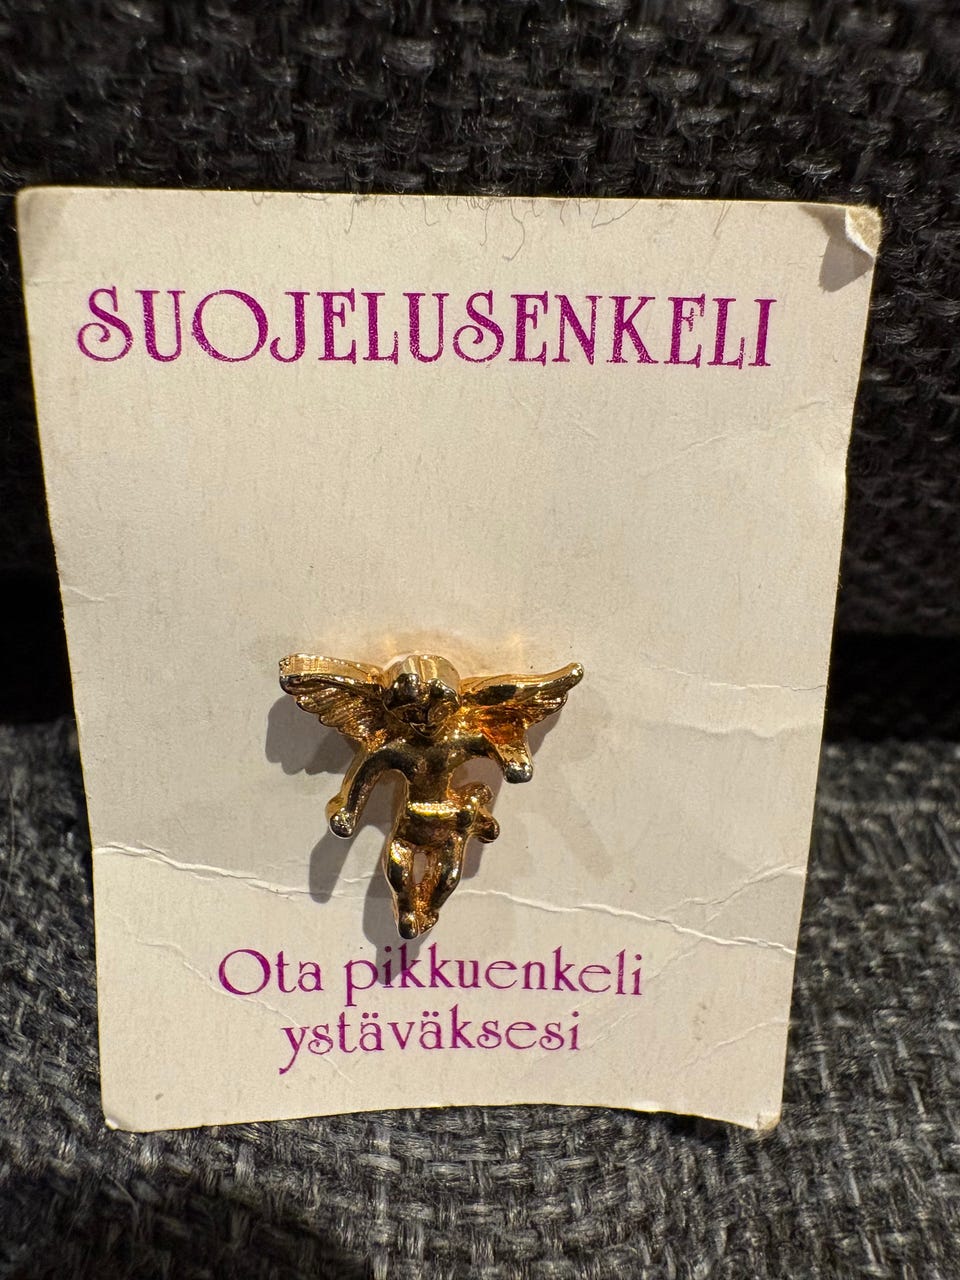 SUOJELUSENKELI
Ota pikkuenkeli
ystäväksesi